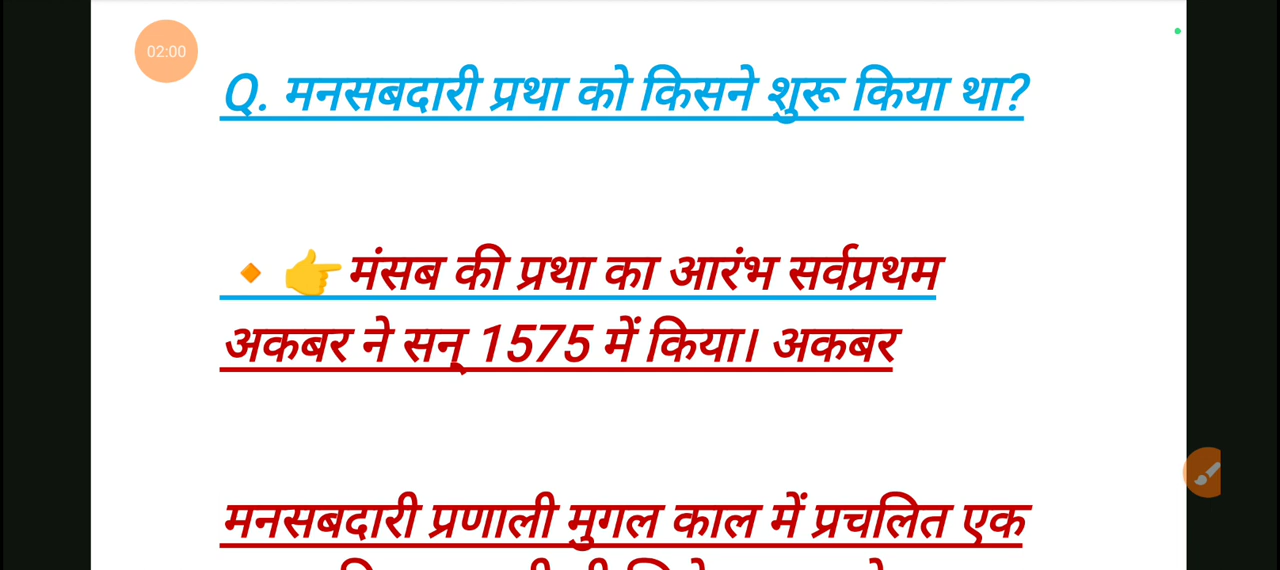 02:00
Q. मनसबदारी प्रथा को किसने शुरू किया था?
🔸👉मंसब की प्रथा का आरंभ सर्वप्रथम
अकबर ने सन् 1575 में किया। अकबर
मनसबदारी प्रणाली मुगल काल में प्रचलित एक